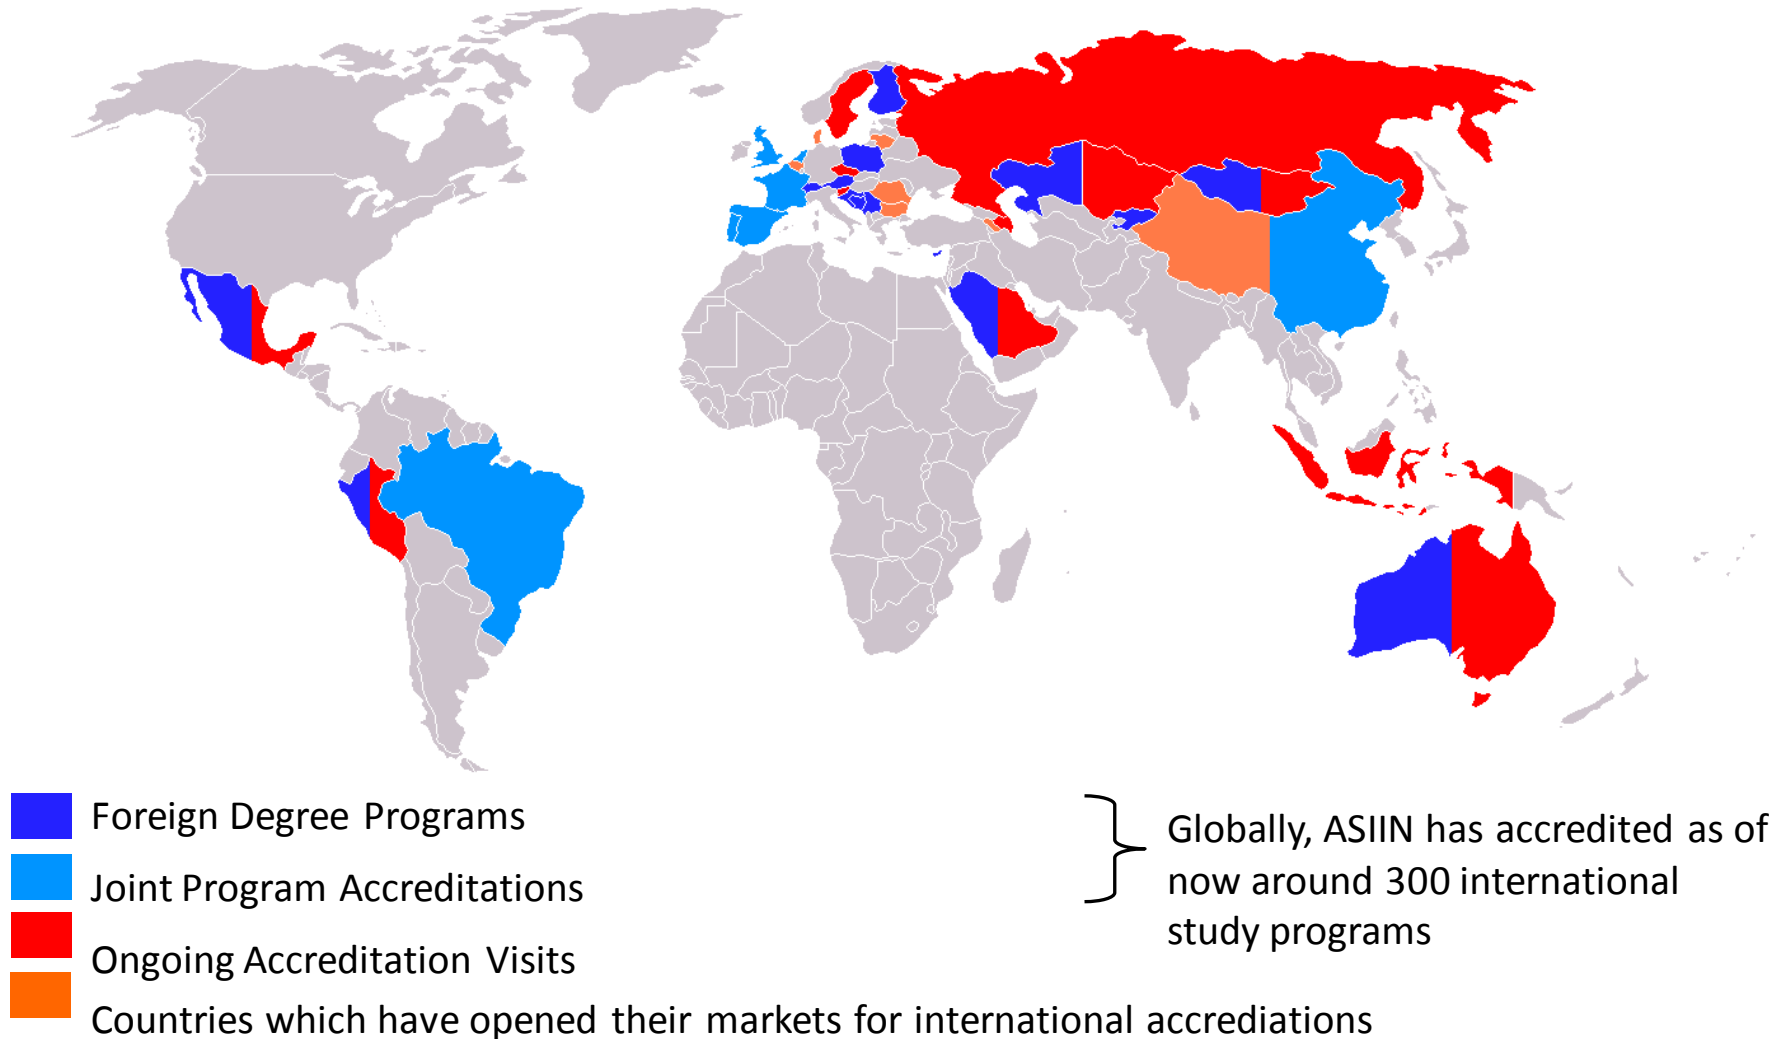 Foreign Degree Programs
Joint Program Accreditations
Ongoing Accreditation Visits
Countries which have opened their markets for international accrediations
Globally, ASIIN has accredited as of
now around 300 international
study programs